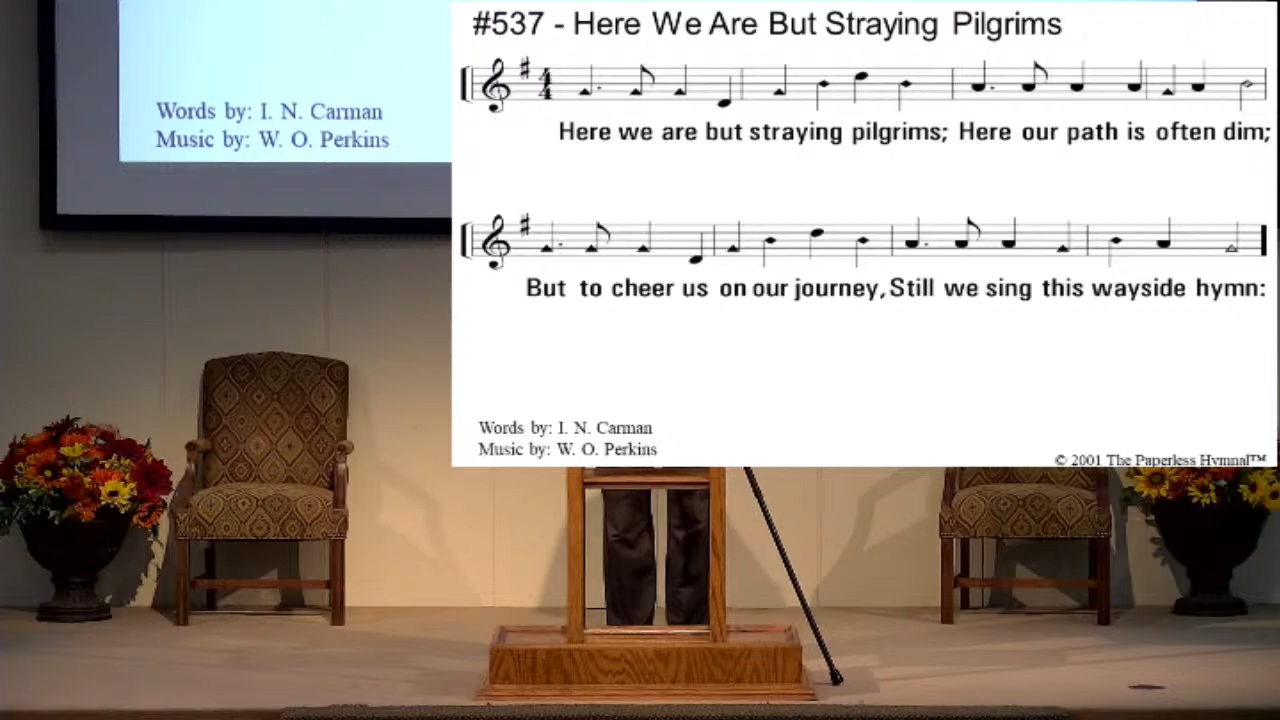 Words by: I. N. Carman
Music by: W. O. Perkins
#537 - Here We Are But Straying Pilgrims
4
4
Here we are but straying pilgrims; Here our path is often dim;
But to cheer us on our journey, Still we sing this wayside hymn:
Words by: I. N. Carman
Music by: W. O. Perkins
© 2001 The Paperless Hymnal™